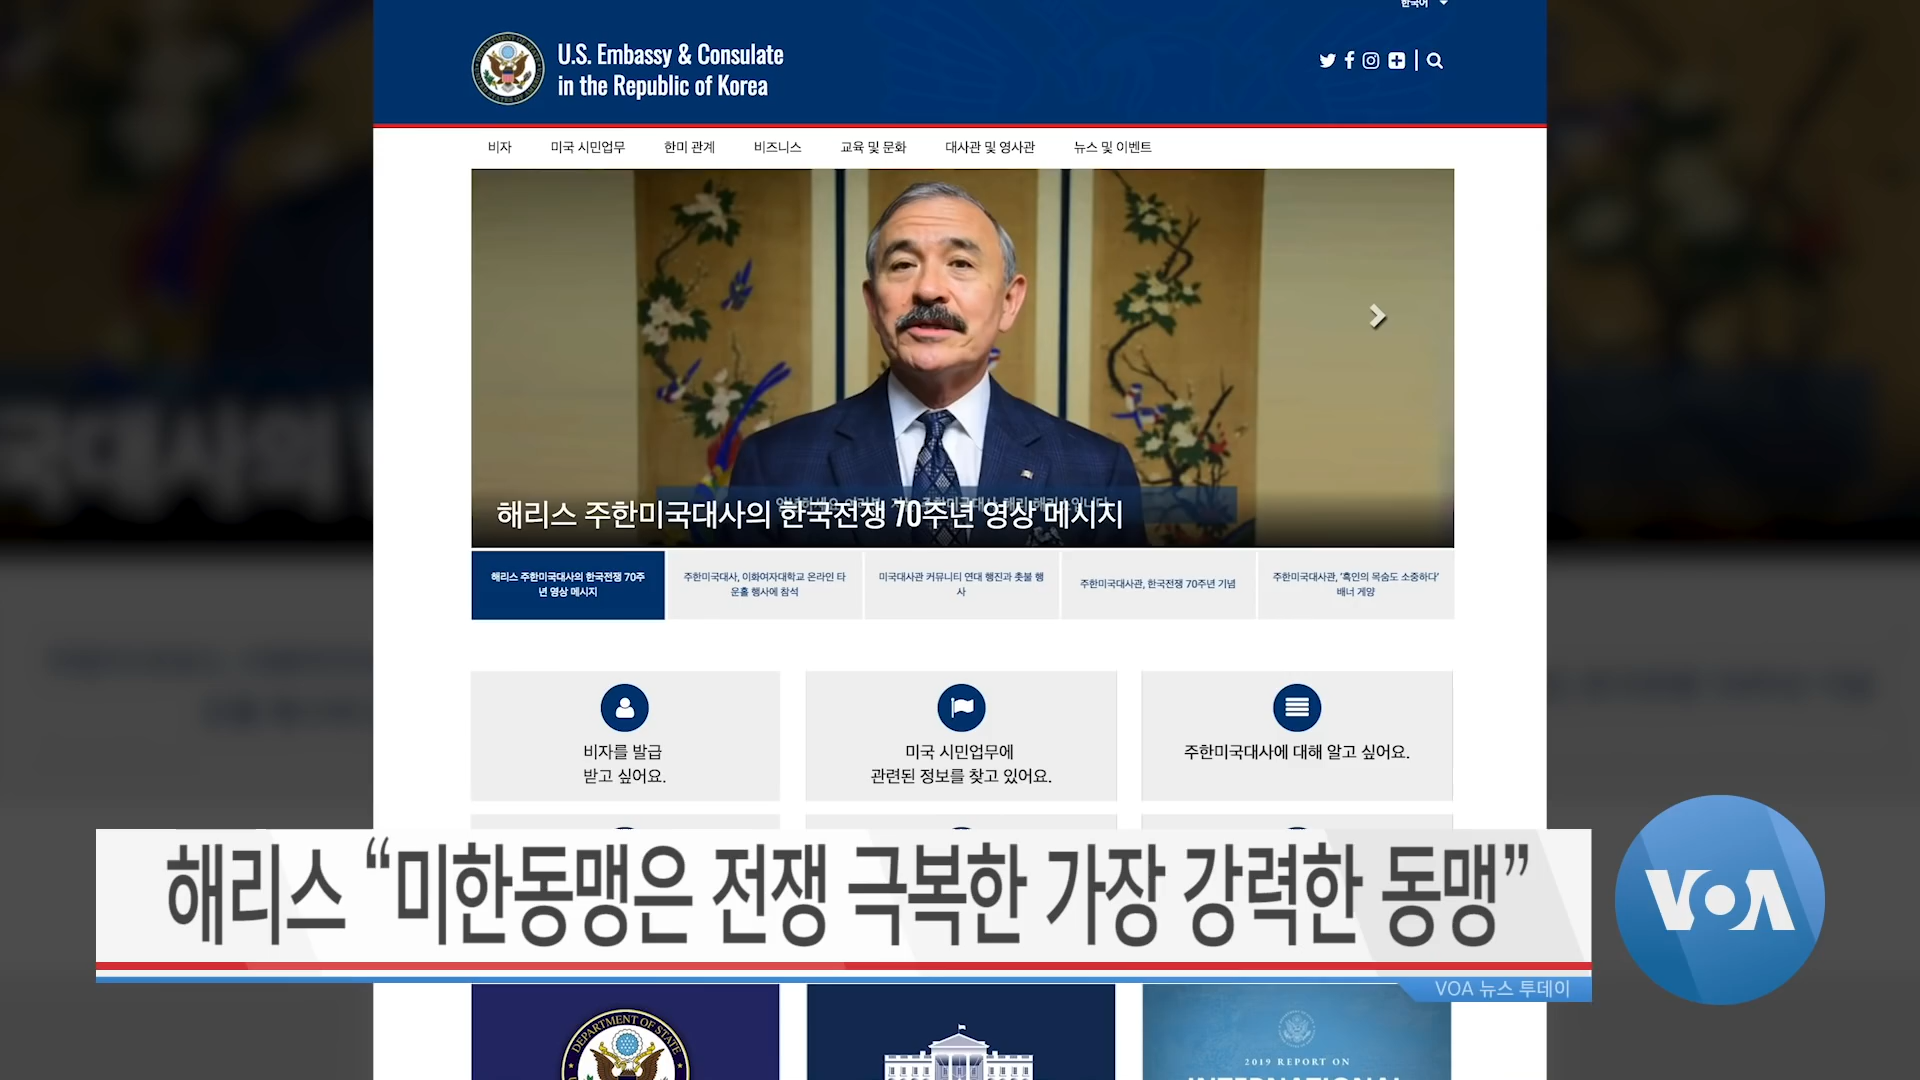 한국어
U.S. Embassy & Consulate
in the Republic of Korea
비자 미국 시민업무 한미 관계 비즈니스 교육 및 문화 대사관 및 영사관 뉴스 및 이벤트
해리스 주한미국대사의 한국전쟁 70주년 영상 메시지
해리스 주한미국대사의 한국전쟁 70주
년 영상 메시지
주한미국대사, 이화여자대학교 온라인 타
운홀 행사에 참석
미국대사관 커뮤니티 연대 행진과 촛불 행
사
주한미국대사관, 한국전쟁 70주년 기념
주한미국대사관, ‘흑인의 목숨도 소중하다’
배너 게양
비자를 발급
받고 싶어요.
미국 시민업무에
관련된 정보를 찾고 있어요.
주한미국대사에 대해 알고 싶어요.
해리스 “미한동맹은 전쟁 극복한 가장 강력한 동맹”
VOA
VOA 뉴스 투데이
DEPARTMENT OF STATE
2019 REPORT ON
INTERNATIONAL